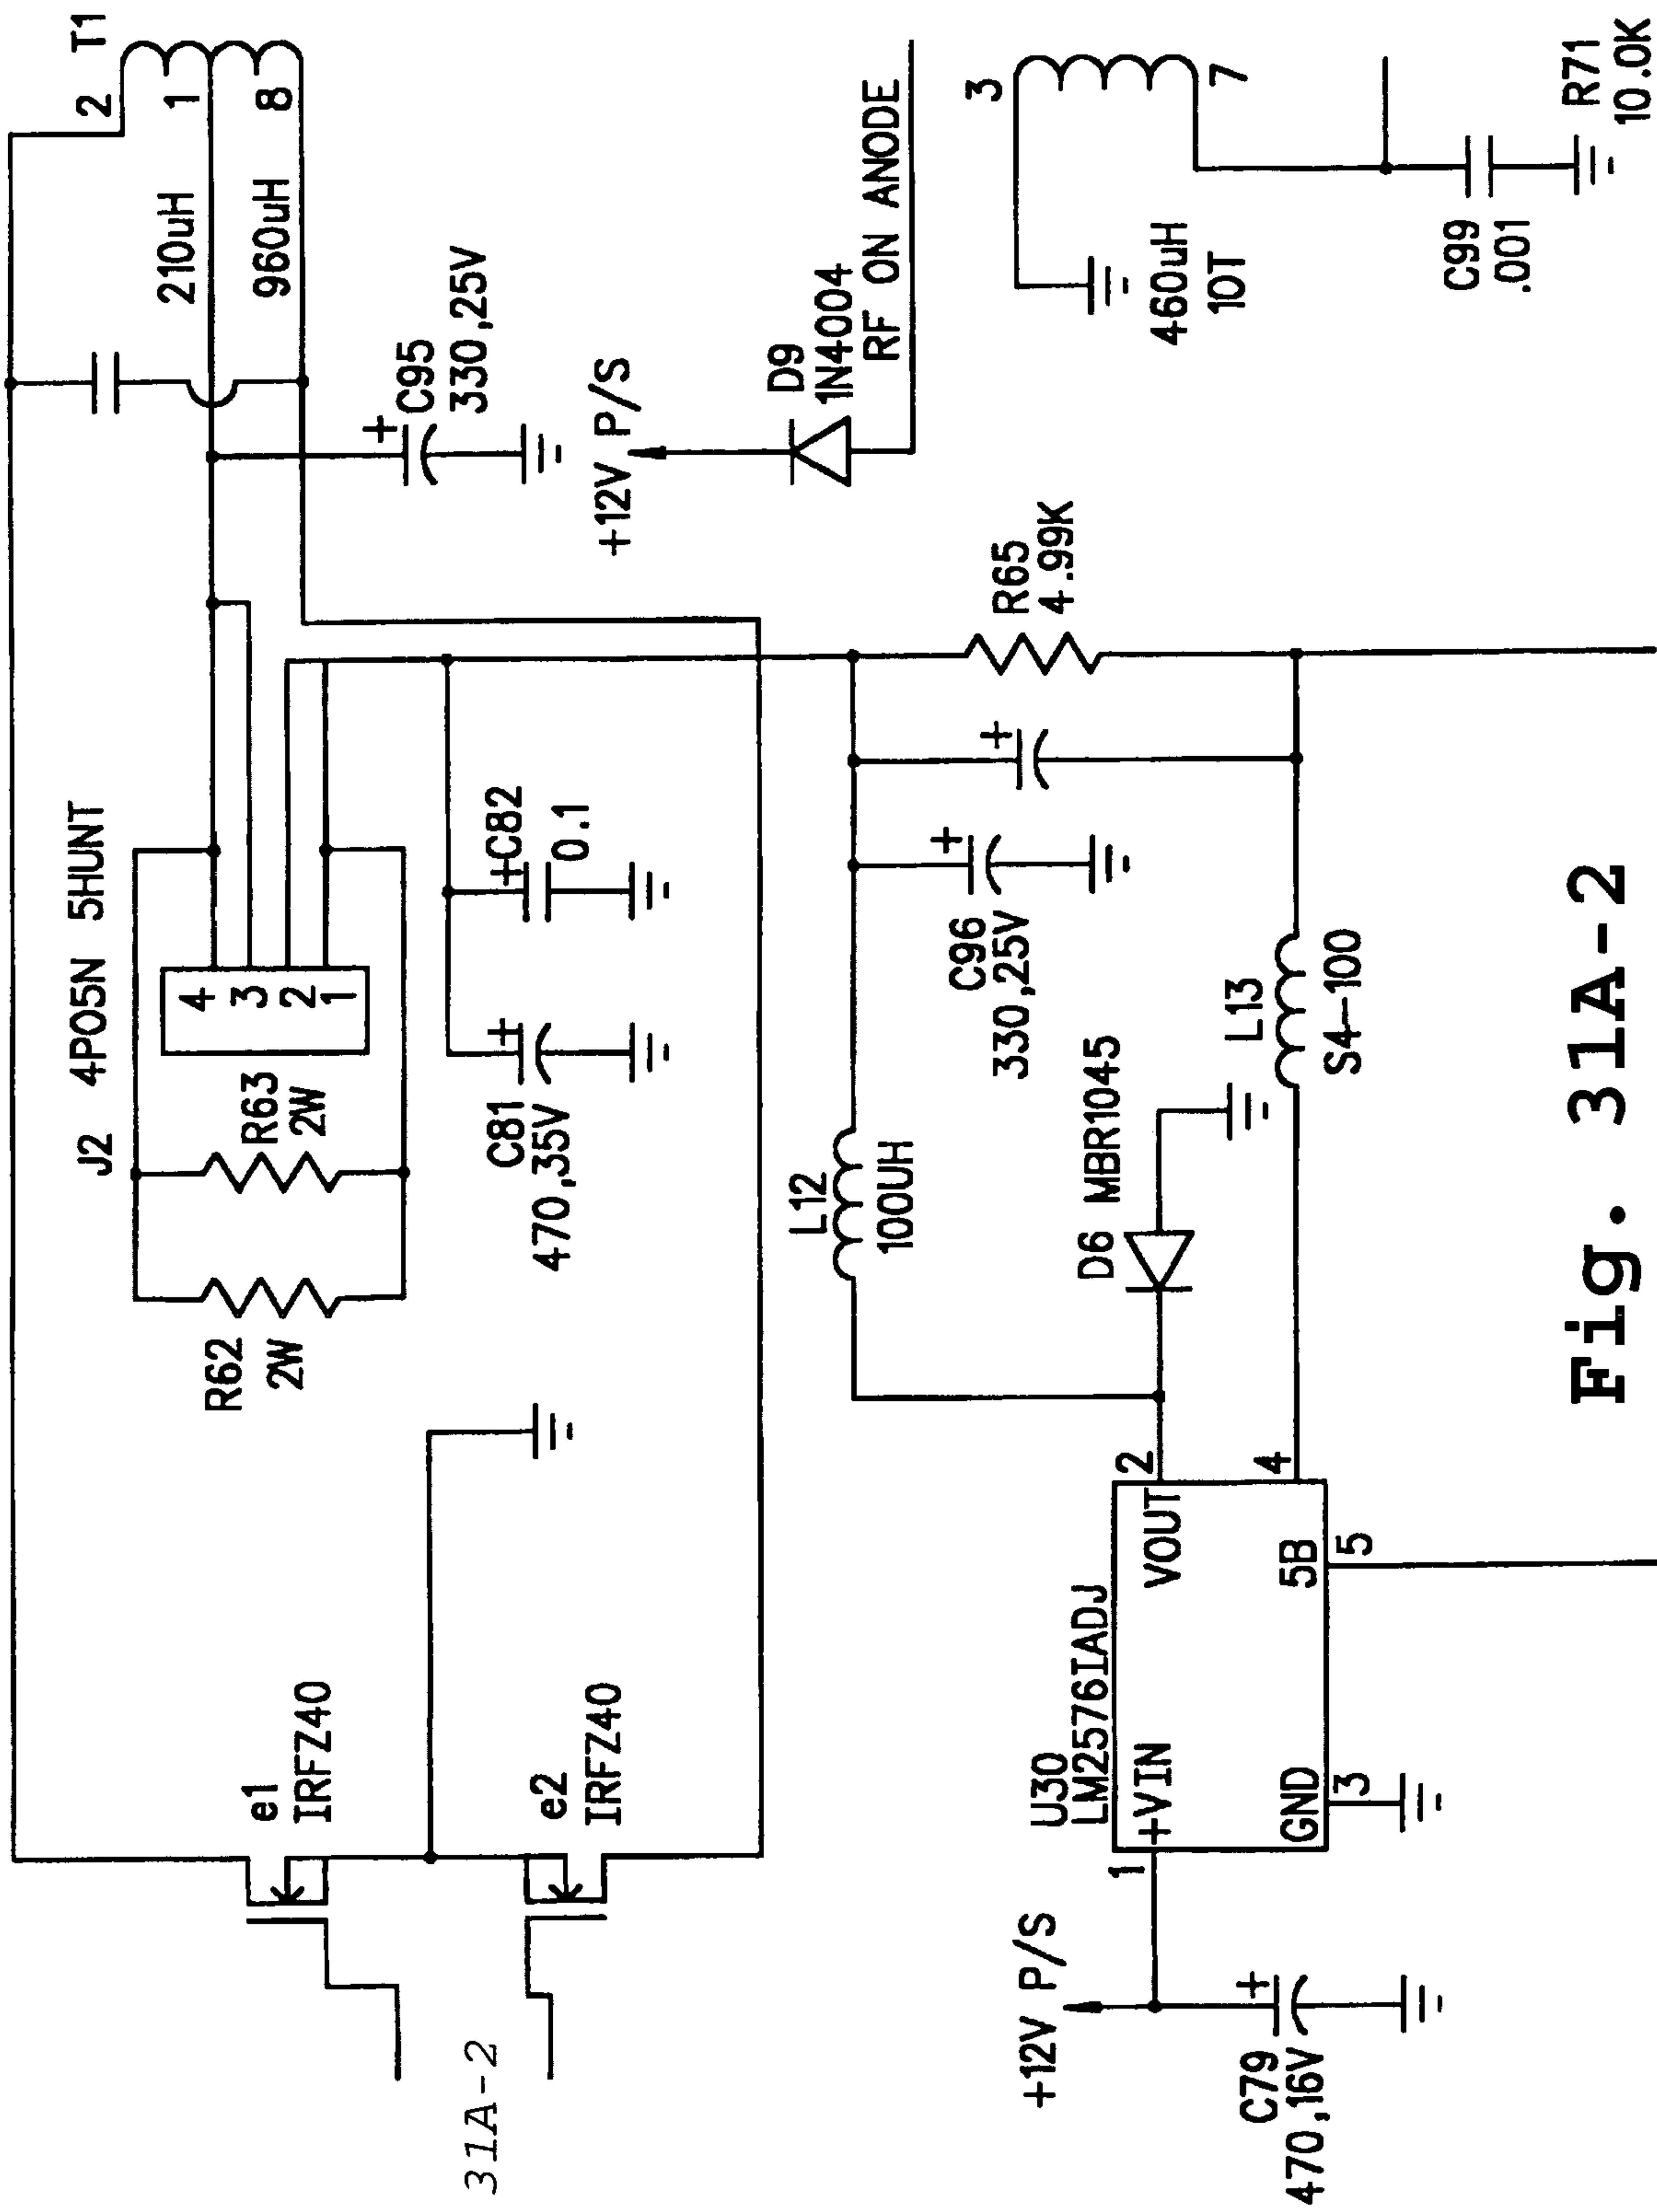 T1
2
1
8
210uH
960uH
C95
330,25V
J2 4P05N 5HUNT
4
3
2
1
R63
2W
R62
2W
C81
470,35V
+
+C82
0.1
+
e1
IRFZ40
e2
IRFZ40
31A-2
+12V P/S
D9
1N4004
RF ON ANODE
3
7
460uH
10T
C99
.001
R71
10.0K
R65
4.99K
+
C96
330,25V
+
L12
100UH
D6 MBR1045
L13
S4-100
U30
LM2576IADJ
+VIN
VOUT
GND
5B
1
2
3
4
5
+12V P/S
C79
470,16V
+
Fig. 31A-2